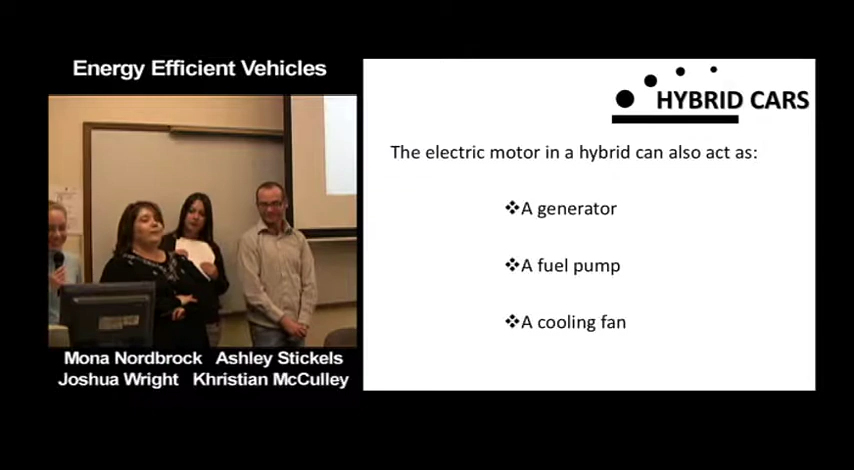 Energy Efficient Vehicles
Mona Nordbrock Ashley Stickels
Joshua Wright Khristian McCulley
HYBRID CARS
The electric motor in a hybrid can also act as:
❖A generator
❖A fuel pump
❖A cooling fan